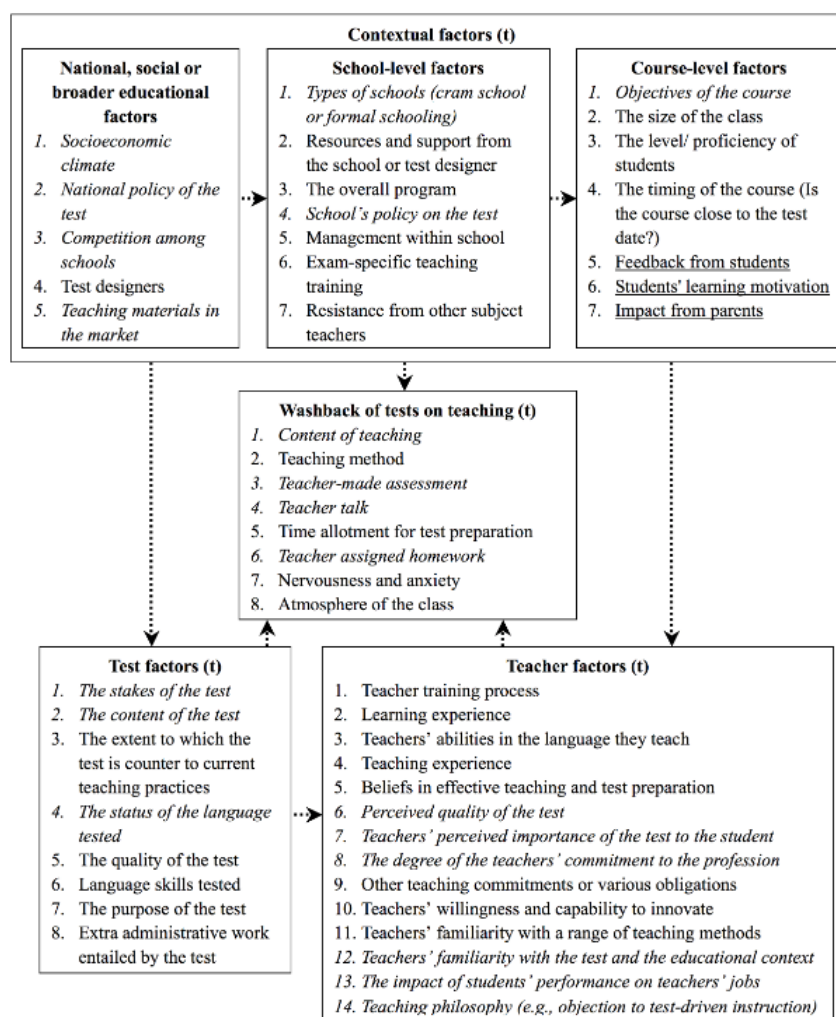 Contextual factors (t)
National, social or
broader educational
factors
1. Socioeconomic
climate
2. National policy of the
test
3. Competition among
schools
4. Test designers
5. Teaching materials in
the market
School-level factors
1. Types of schools (cram school
or formal schooling)
2. Resources and support from
the school or test designer
3. The overall program
4. School's policy on the test
5. Management within school
6. Exam-specific teaching
training
7. Resistance from other subject
teachers
Course-level factors
1. Objectives of the course
2. The size of the class
3. The level/ proficiency of
students
4. The timing of the course (Is
the course close to the test
date?)
5. Feedback from students
6. Students' learning motivation
7. Impact from parents
Washback of tests on teaching (t)
1. Content of teaching
2. Teaching method
3. Teacher-made assessment
4. Teacher talk
5. Time allotment for test preparation
6. Teacher assigned homework
7. Nervousness and anxiety
8. Atmosphere of the class
Test factors (t)
1. The stakes of the test
2. The content of the test
3. The extent to which the
test is counter to current
teaching practices
4. The status of the language
tested
5. The quality of the test
6. Language skills tested
7. The purpose of the test
8. Extra administrative work
entailed by the test
Teacher factors (t)
1. Teacher training process
2. Learning experience
3. Teachers' abilities in the language they teach
4. Teaching experience
5. Beliefs in effective teaching and test preparation
6. Perceived quality of the test
7. Teachers' perceived importance of the test to the student
8. The degree of the teachers' commitment to the profession
9. Other teaching commitments or various obligations
10. Teachers' willingness and capability to innovate
11. Teachers' familiarity with a range of teaching methods
12. Teachers' familiarity with the test and the educational context
13. The impact of students' performance on teachers' jobs
14. Teaching philosophy (e.g., objection to test-driven instruction)